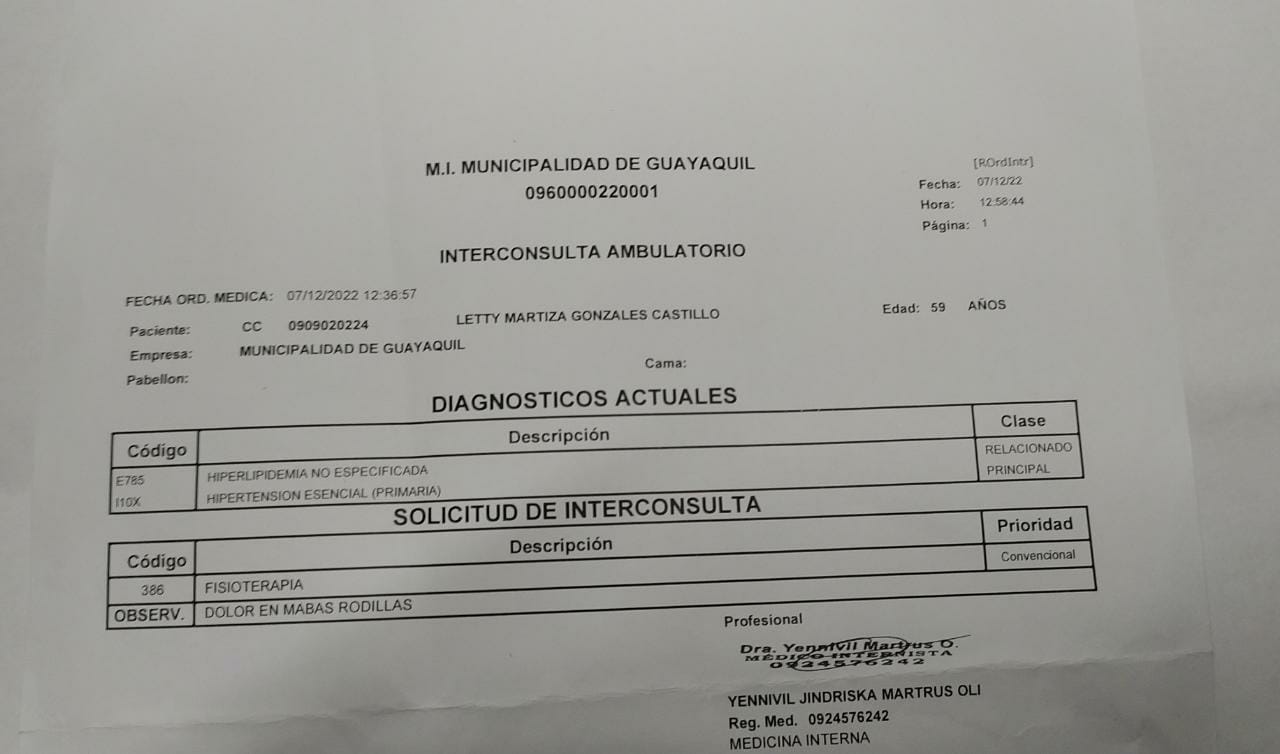 M.I. MUNICIPALIDAD DE GUAYAQUIL
0960000220001
[ROrdIntr]
Fecha: 07/12/22
Hora: 12:58:44
Página: 1
INTERCONSULTA AMBULATORIO
FECHA ORD. MEDICA: 07/12/2022 12:36:57
Paciente: CC 0909020224 LETTY MARTIZA GONZALES CASTILLO Edad: 59 AÑOS
Empresa: MUNICIPALIDAD DE GUAYAQUIL
Pabellon: Cama:
DIAGNOSTICOS ACTUALES
Código Descripción Clase
E785 HIPERLIPIDEMIA NO ESPECIFICADA RELACIONADO
I10X HIPERTENSION ESENCIAL (PRIMARIA) PRINCIPAL
SOLICITUD DE INTERCONSULTA
Código Descripción Prioridad
386 FISIOTERAPIA Convencional
OBSERV. DOLOR EN MABAS RODILLAS
Profesional
Dra. Yennivil Martrus O.
MÉDICO INTERNISTA
0924576242
YENNIVIL JINDRISKA MARTRUS OLI
Reg. Med. 0924576242
MEDICINA INTERNA